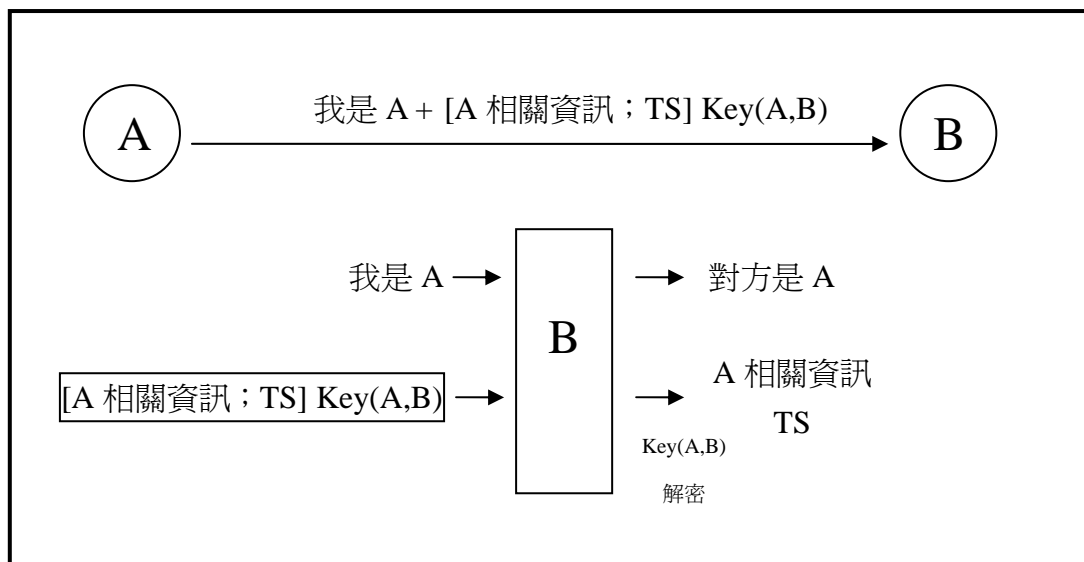 我是 A + [A 相關資訊；TS] Key(A,B)
A
B
我是 A
對方是 A
B
[A 相關資訊；TS] Key(A,B)
A 相關資訊
TS
Key(A,B)
解密